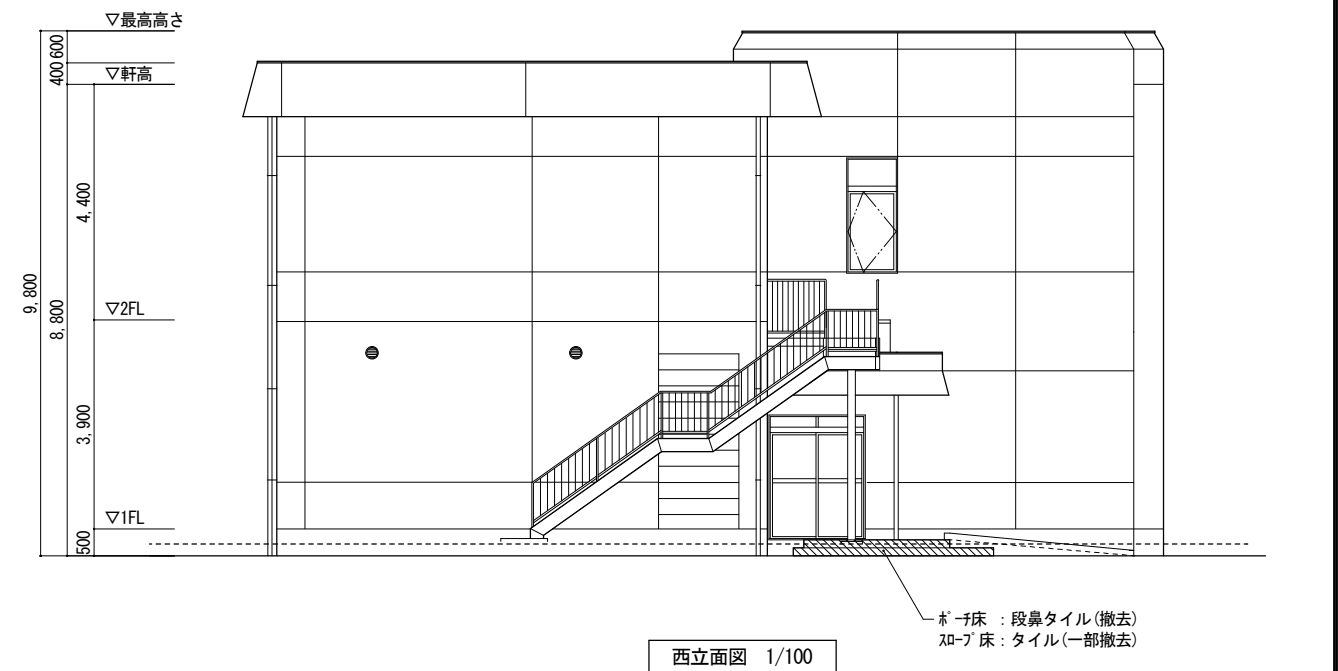 ▽最高高さ
600
400
▽軒高
4,400
9,800
8,800
▽2FL
3,900
▽1FL
500
ﾎﾟｰﾁ床 : 段鼻タイル(撤去)
ｽﾛｰﾌﾟ床 : タイル(一部撤去)
西立面図 1/100